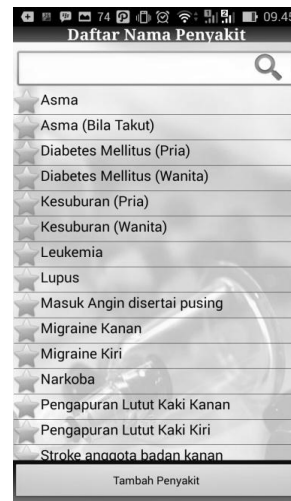 74 09.45
Daftar Nama Penyakit
Asma
Asma (Bila Takut)
Diabetes Mellitus (Pria)
Diabetes Mellitus (Wanita)
Kesuburan (Pria)
Kesuburan (Wanita)
Leukemia
Lupus
Masuk Angin disertai pusing
Migraine Kanan
Migraine Kiri
Narkoba
Pengapuran Lutut Kaki Kanan
Pengapuran Lutut Kaki Kiri
Stroke anggota badan kanan
Tambah Penyakit